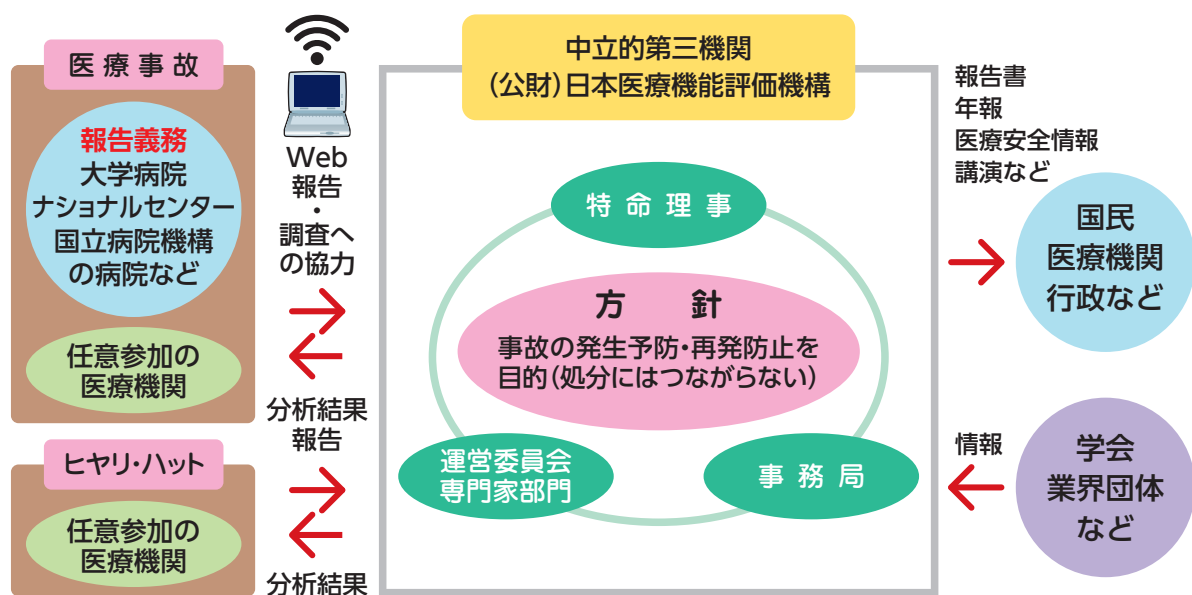 医療事故
報告義務
大学病院
ナショナルセンター
国立病院機構
の病院など
任意参加の
医療機関
ヒヤリ・ハット
任意参加の
医療機関
Web
報告
・
調査へ
の協力
分析結果
報告
分析結果
中立的第三機関
(公財)日本医療機能評価機構
特命理事
方針
事故の発生予防・再発防止を
目的(処分にはつながらない)
運営委員会
専門家部門
事務局
報告書
年報
医療安全情報
講演など
国民
医療機関
行政など
情報
学会
業界団体
など